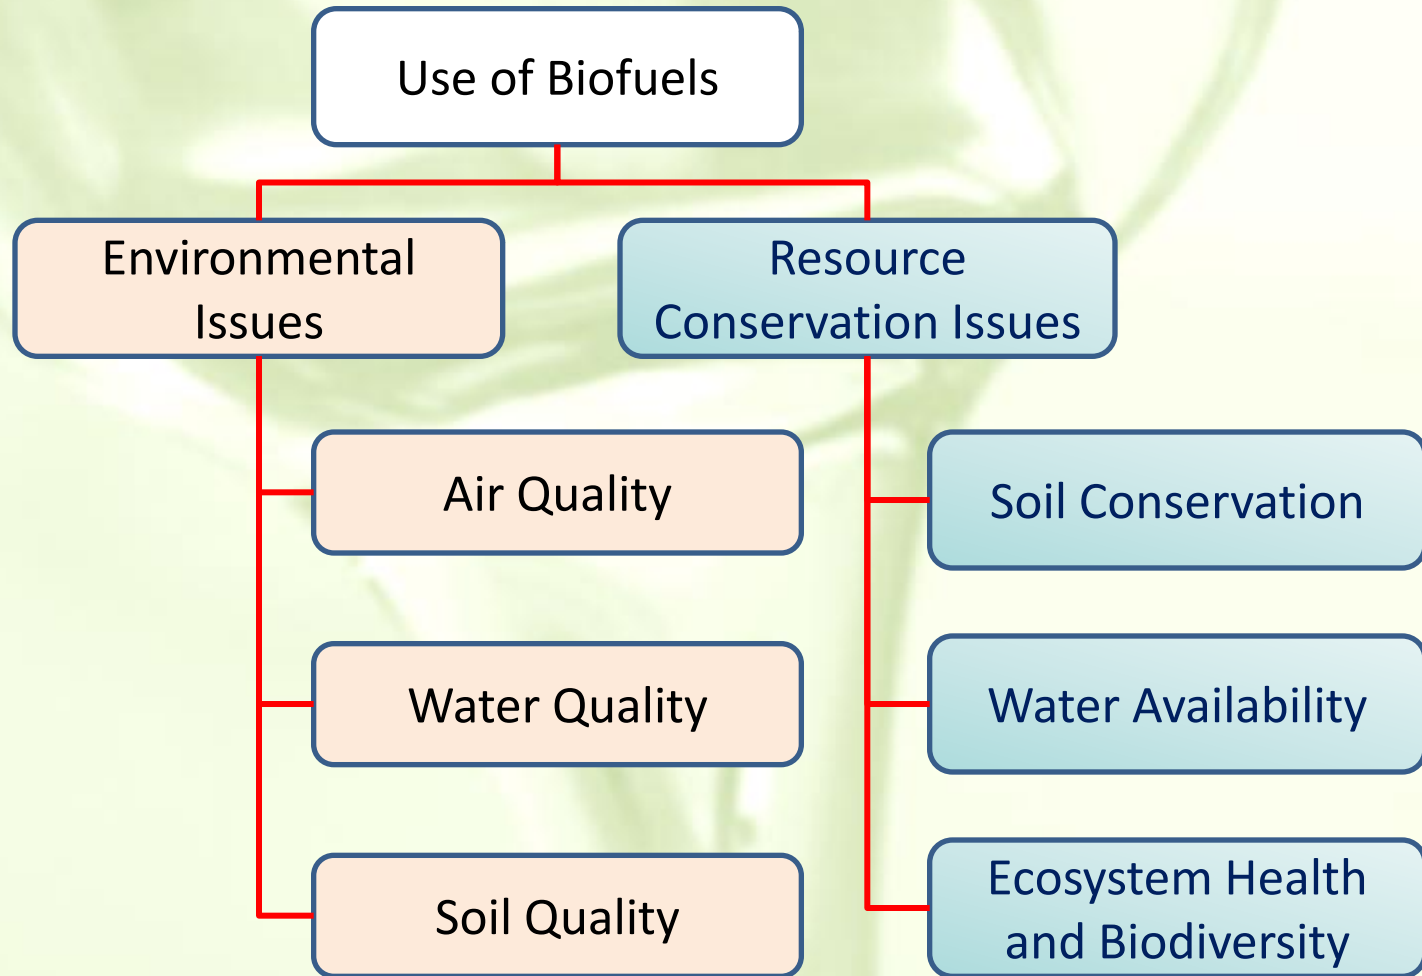 Use of Biofuels
Environmental
Issues
Resource
Conservation Issues
Air Quality
Water Quality
Soil Quality
Soil Conservation
Water Availability
Ecosystem Health
and Biodiversity